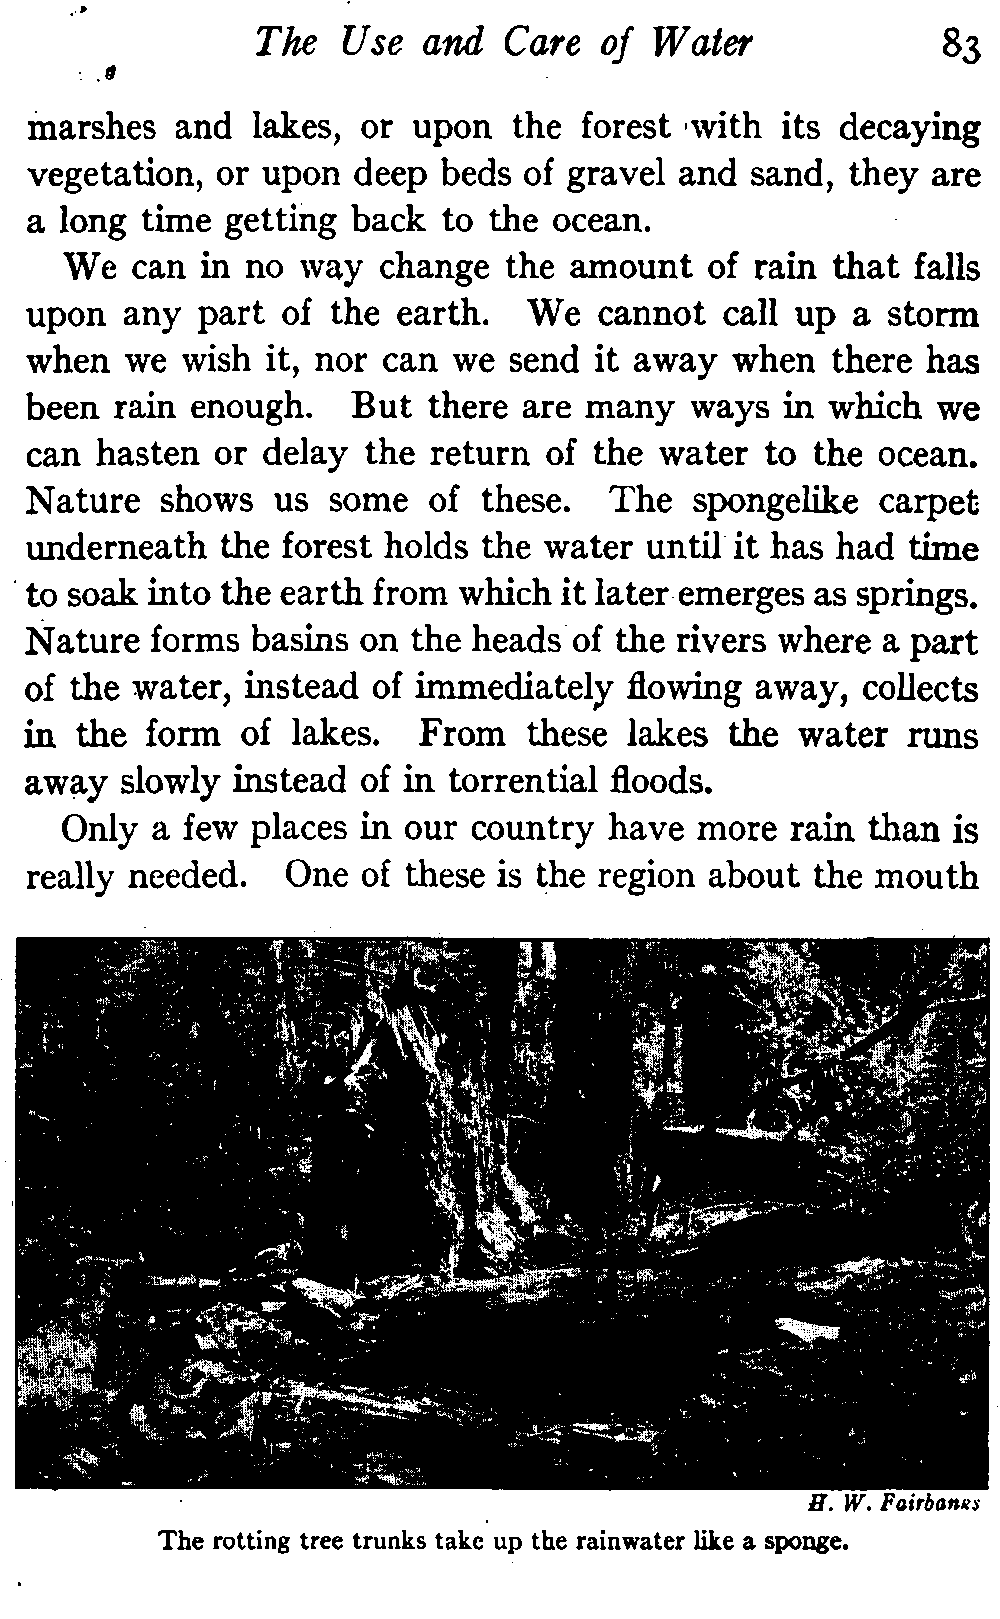 The Use and Care of Water 83
marshes and lakes, or upon the forest with its decaying
vegetation, or upon deep beds of gravel and sand, they are
a long time getting back to the ocean.
We can in no way change the amount of rain that falls
upon any part of the earth. We cannot call up a storm
when we wish it, nor can we send it away when there has
been rain enough. But there are many ways in which we
can hasten or delay the return of the water to the ocean.
Nature shows us some of these. The spongelike carpet
underneath the forest holds the water until it has had time
to soak into the earth from which it later emerges as springs.
Nature forms basins on the heads of the rivers where a part
of the water, instead of immediately flowing away, collects
in the form of lakes. From these lakes the water runs
away slowly instead of in torrential floods.
Only a few places in our country have more rain than is
really needed. One of these is the region about the mouth
H. W. Fairbanks
The rotting tree trunks take up the rainwater like a sponge.